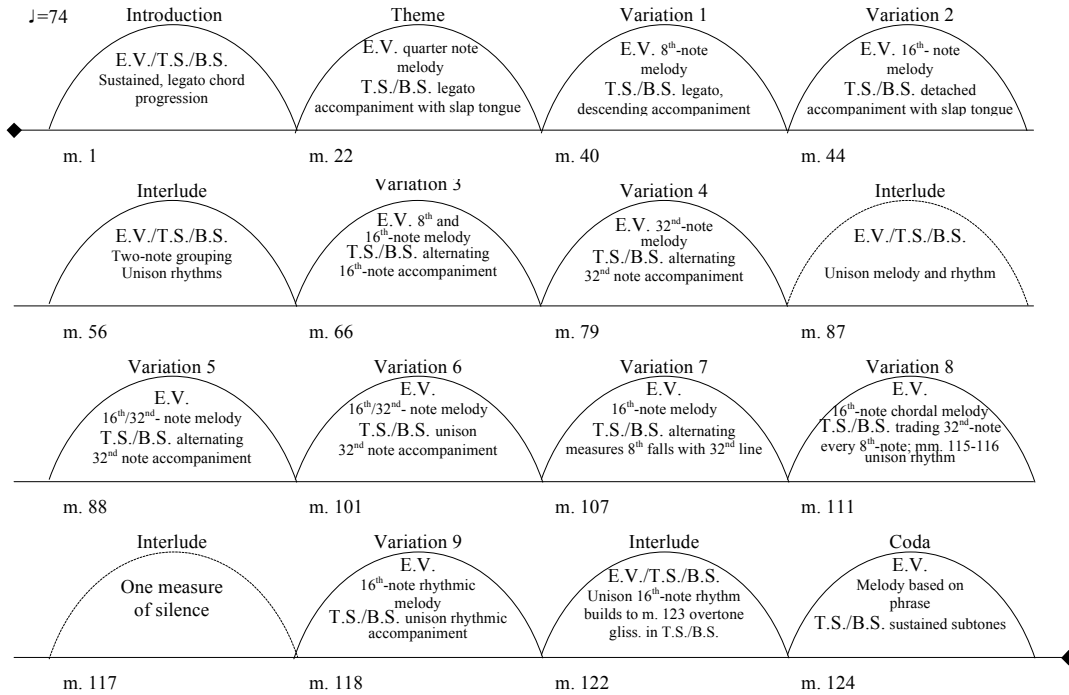 ♩=74
Introduction
E.V./T.S./B.S.
Sustained, legato chord
progression
m. 1
Theme
E.V. quarter note
melody
T.S./B.S. legato
accompaniment with slap tongue
m. 22
Variation 1
E.V. 8th-note
melody
T.S./B.S. legato,
descending accompaniment
m. 40
Variation 2
E.V. 16th- note
melody
T.S./B.S. detached
accompaniment with slap tongue
m. 44
Interlude
E.V./T.S./B.S.
Two-note grouping
Unison rhythms
m. 56
Variation 3
E.V. 8th and
16th-note melody
T.S./B.S. alternating
16th-note accompaniment
m. 66
Variation 4
E.V. 32nd-note
melody
T.S./B.S. alternating
32nd note accompaniment
m. 79
Interlude
E.V./T.S./B.S.
Unison melody and rhythm
m. 87
Variation 5
E.V.
16th/32nd- note melody
T.S./B.S. alternating
32nd note accompaniment
m. 88
Variation 6
E.V.
16th/32nd- note melody
T.S./B.S. unison
32nd note accompaniment
m. 101
Variation 7
E.V.
16th-note melody
T.S./B.S. alternating
measures 8th falls with 32nd line
m. 107
Variation 8
E.V.
16th-note chordal melody
T.S./B.S. trading 32nd-note
every 8th-note; mm. 115-116
unison rhythm
m. 111
Interlude
One measure
of silence
m. 117
Variation 9
E.V.
16th-note rhythmic
melody
T.S./B.S. unison rhythmic
accompaniment
m. 118
Interlude
E.V./T.S./B.S.
Unison 16th-note rhythm
builds to m. 123 overtone
gliss. in T.S./B.S.
m. 122
Coda
E.V.
Melody based on
phrase
T.S./B.S. sustained subtones
m. 124